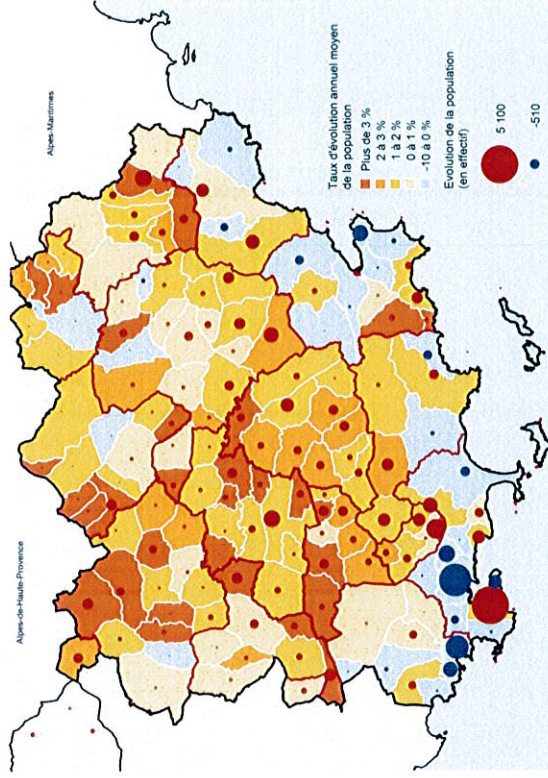 Alpes-de-Haute-Provence
Alpes-Maritimes
Taux d'évolution annuel moyen
de la population
Plus de 3 %
2 à 3 %
1 à 2 %
0 à 1 %
-10 à 0 %
Evolution de la population
(en effectif)
5 100
-510